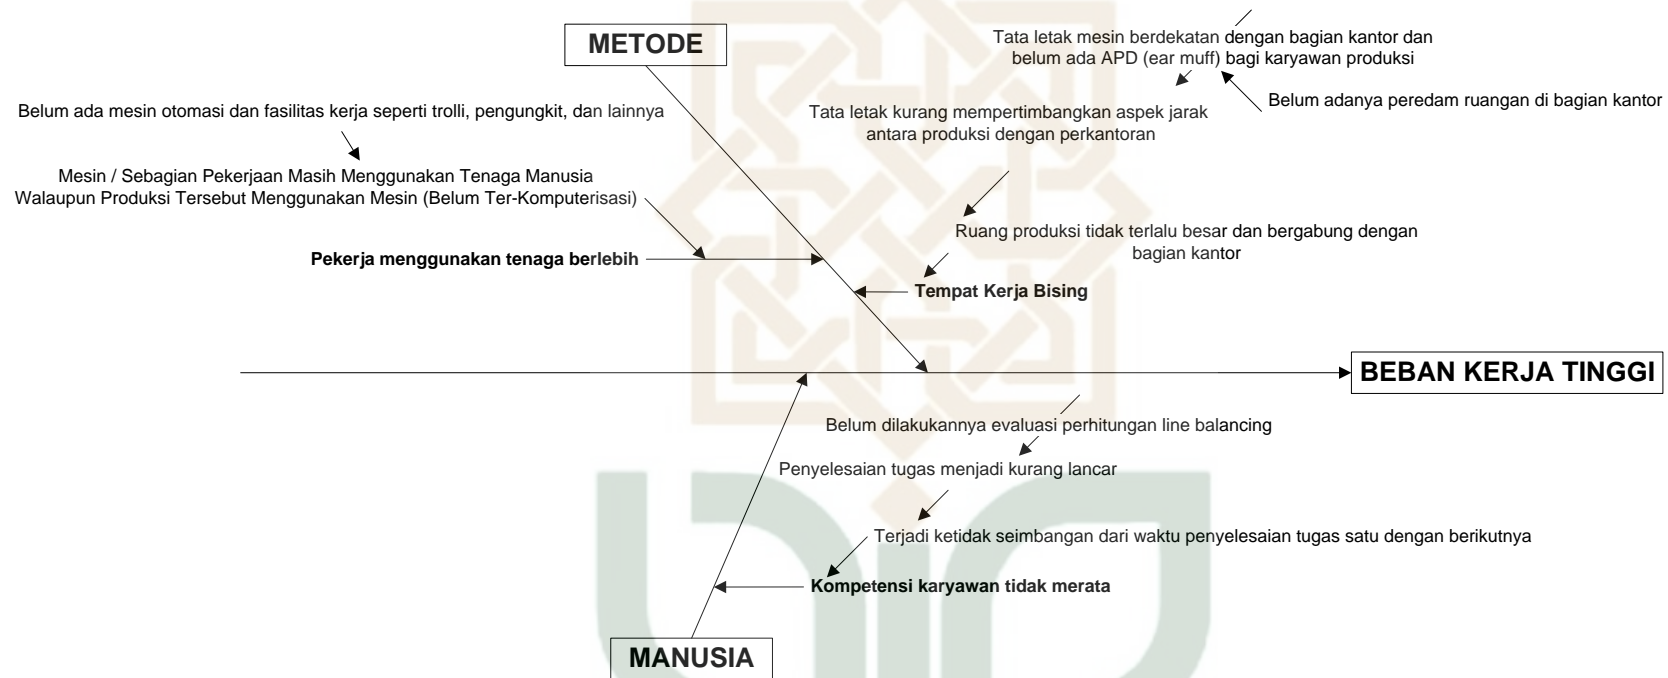 METODE
Tata letak mesin berdekatan dengan bagian kantor dan
belum ada APD (ear muff) bagi karyawan produksi
Belum adanya peredam ruangan di bagian kantor
Belum ada mesin otomasi dan fasilitas kerja seperti trolli, pengungkit, dan lainnya
Tata letak kurang mempertimbangkan aspek jarak
antara produksi dengan perkantoran
Mesin / Sebagian Pekerjaan Masih Menggunakan Tenaga Manusia
Walaupun Produksi Tersebut Menggunakan Mesin (Belum Ter-Komputerisasi)
Ruang produksi tidak terlalu besar dan bergabung dengan
bagian kantor
Pekerja menggunakan tenaga berlebih
Tempat Kerja Bising
BEBAN KERJA TINGGI
Belum dilakukannya evaluasi perhitungan line balancing
Penyelesaian tugas menjadi kurang lancar
Terjadi ketidak seimbangan dari waktu penyelesaian tugas satu dengan berikutnya
Kompetensi karyawan tidak merata
MANUSIA